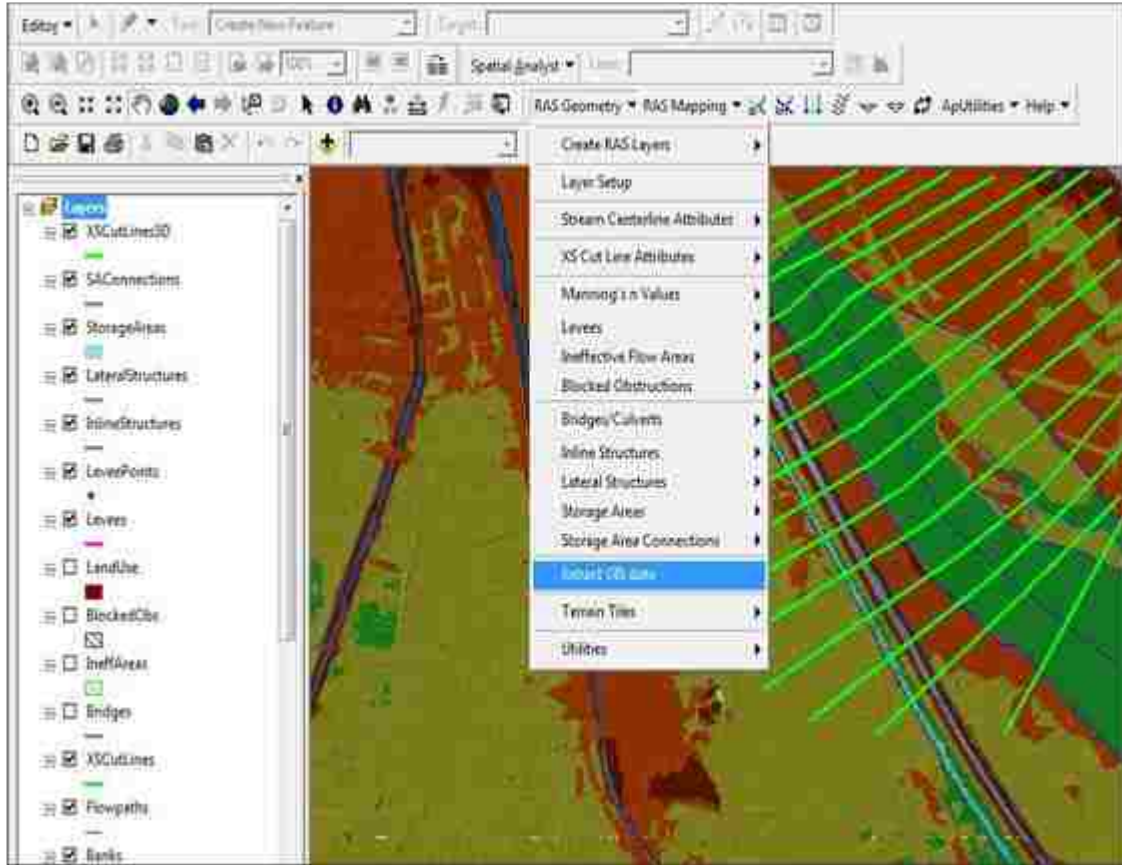 Editor
Create New Feature
Spatial Analyst
RAS Geometry RAS Mapping ApUtilities Help
Create RAS Layers
Layer Setup
Stream Centerline Attributes
XS Cut Line Attributes
Manning's n Values
Levees
Ineffective Flow Areas
Blocked Obstructions
Bridges/Culverts
Inline Structures
Lateral Structures
Storage Areas
Storage Area Connections
Extract GIS data
Terrain Tiles
Utilities
Layers
XSCutLines3D
SAConnections
StorageAreas
LateralStructures
InlineStructures
LeveePoints
Levees
LandUse
BlockedObs
IneffAreas
Bridges
XSCutLines
Flowpaths
Banks